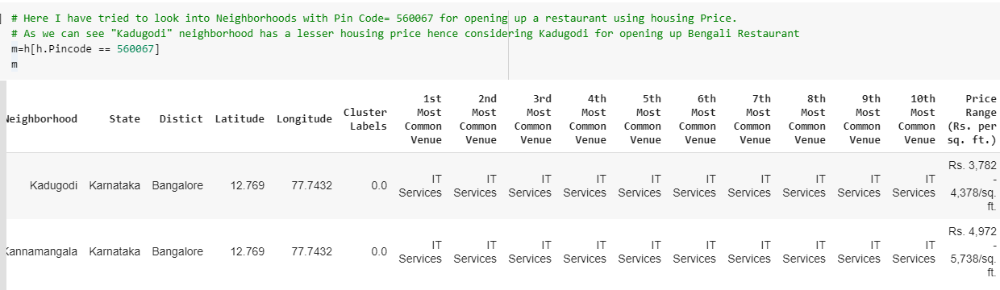 # Here I have tried to look into Neighborhoods with Pin Code= 560067 for opening up a restaurant using housing Price.
# As we can see "Kadugodi" neighborhood has a lesser housing price hence considering Kadugodi for opening up Bengali Restaurant
m=h[h.Pincode == 560067]
m
Neighborhood State Distict Latitude Longitude Cluster Labels 1st Most Common Venue 2nd Most Common Venue 3rd Most Common Venue 4th Most Common Venue 5th Most Common Venue 6th Most Common Venue 7th Most Common Venue 8th Most Common Venue 9th Most Common Venue 10th Most Common Venue Price Range (Rs. per sq. ft.)
Kadugodi Karnataka Bangalore 12.769 77.7432 0.0 IT Services IT Services IT Services IT Services IT Services IT Services IT Services IT Services IT Services IT Services Rs. 3,782 - 4,378/sq. ft.
Kannamangala Karnataka Bangalore 12.769 77.7432 0.0 IT Services IT Services IT Services IT Services IT Services IT Services IT Services IT Services IT Services IT Services Rs. 4,972 - 5,738/sq. ft.